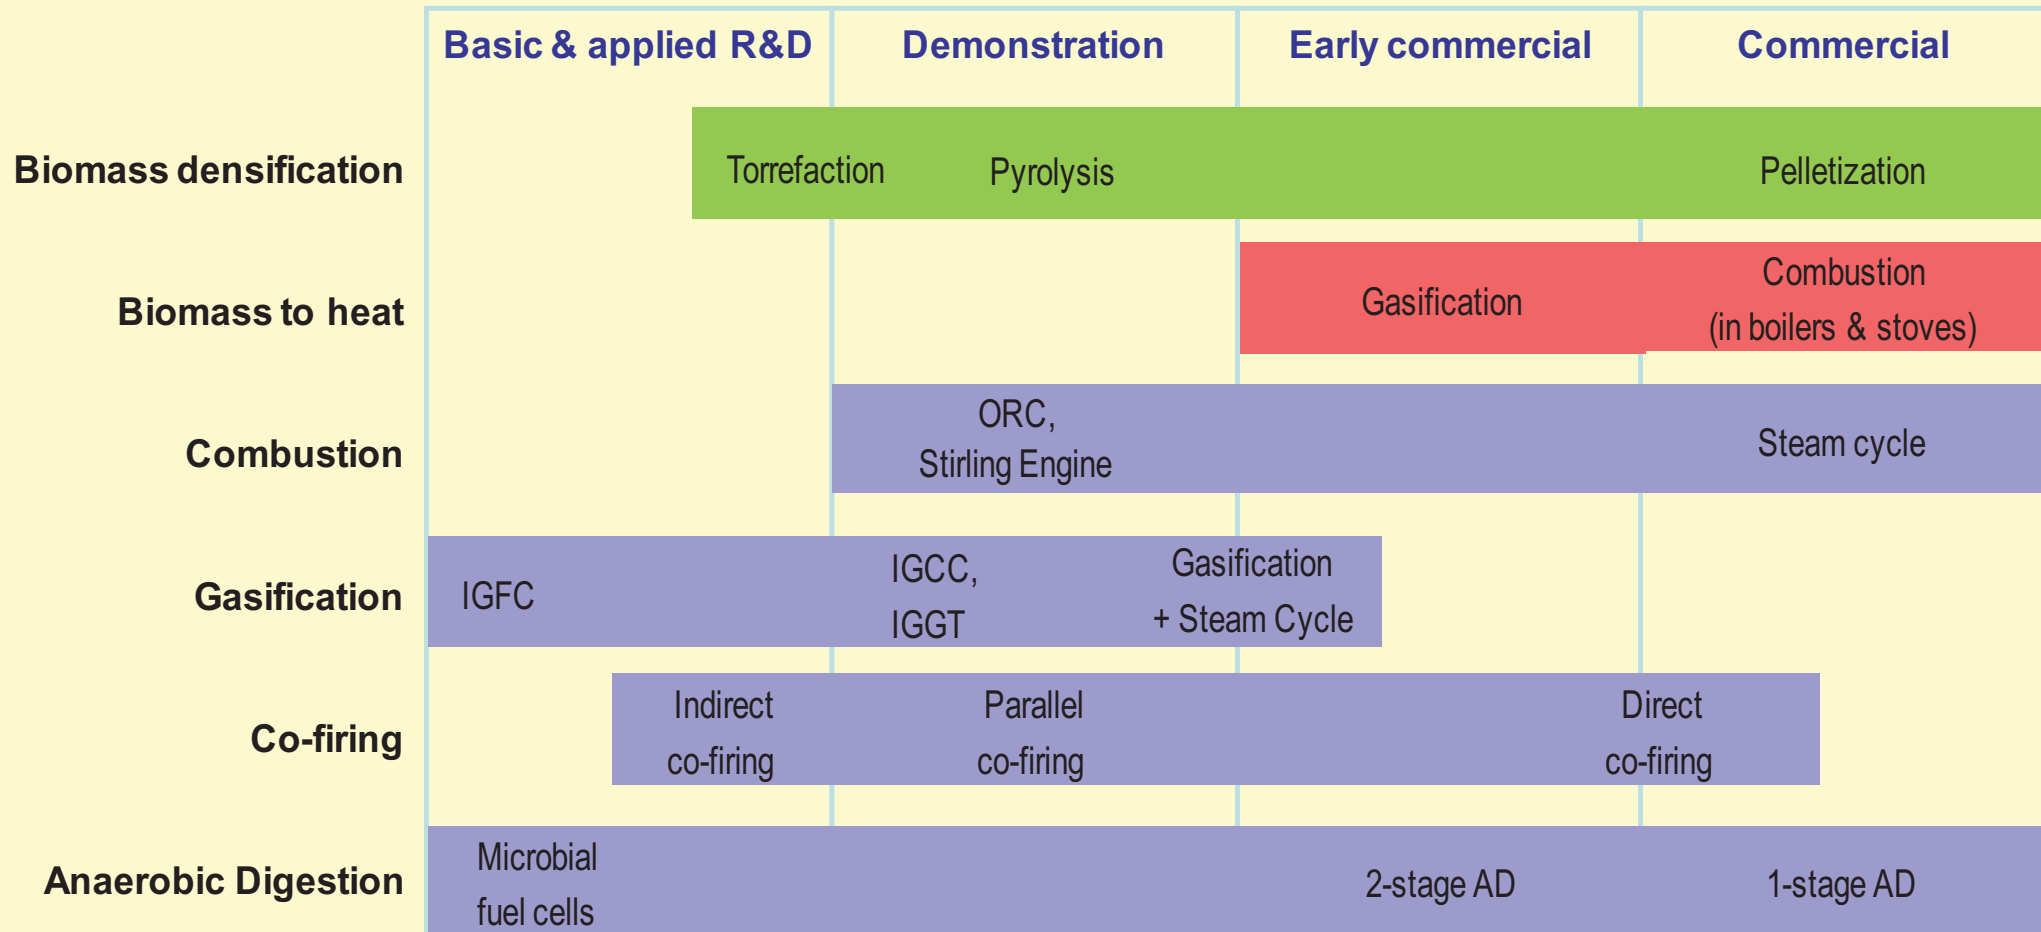 Basic & applied R&D
Demonstration
Early commercial
Commercial
Biomass densification
Torrefaction
Pyrolysis
Pelletization
Biomass to heat
Gasification
Combustion
(in boilers & stoves)
Combustion
ORC,
Stirling Engine
Steam cycle
Gasification
IGFC
IGCC,
IGGT
Gasification
+ Steam Cycle
Co-firing
Indirect
co-firing
Parallel
co-firing
Direct
co-firing
Anaerobic Digestion
Microbial
fuel cells
2-stage AD
1-stage AD